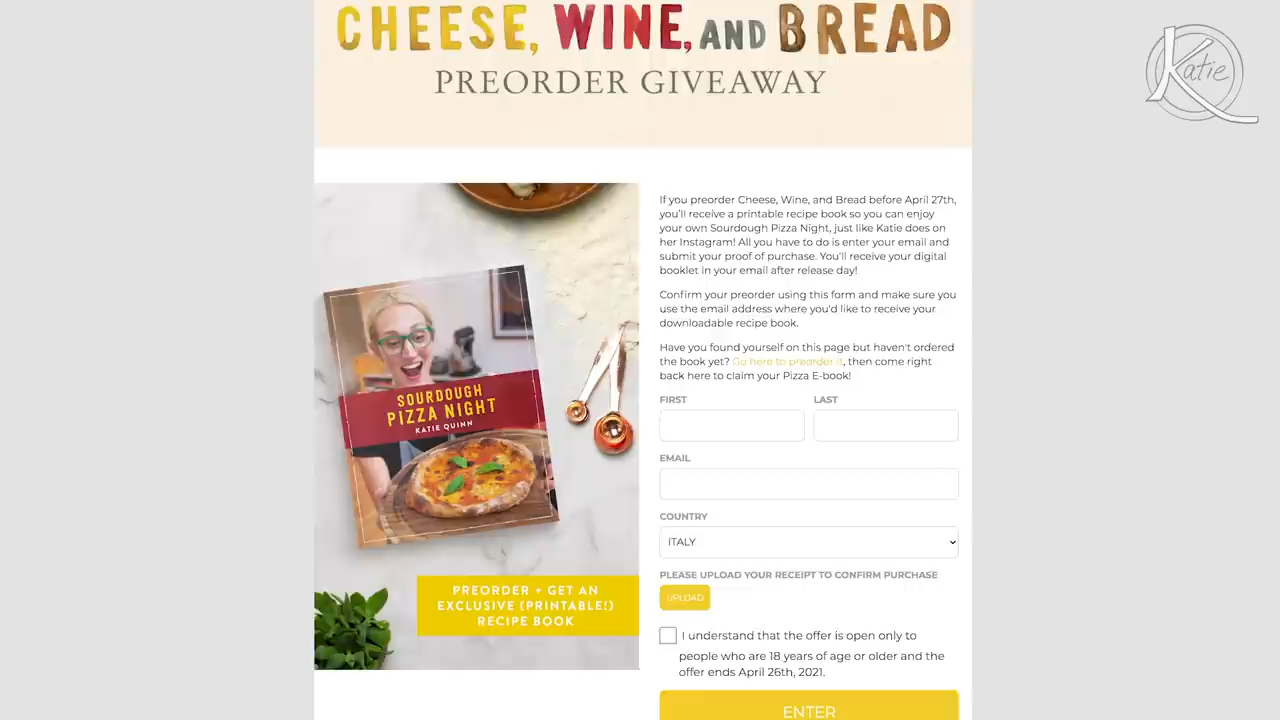 CHEESE, WINE, AND BREAD
PREORDER GIVEAWAY
Katie
If you preorder Cheese, Wine, and Bread before April 27th,
you'll receive a printable recipe book so you can enjoy
your own Sourdough Pizza Night, just like Katie does on
her Instagram! All you have to do is enter your email and
submit your proof of purchase. You'll receive your digital
booklet in your email after release day!
Confirm your preorder using this form and make sure you
use the email address where you'd like to receive your
downloadable recipe book.
Have you found yourself on this page but haven't ordered
the book yet? Go here to preorder it, then come right
back here to claim your Pizza E-book!
SOURDOUGH
PIZZA NIGHT
KATIE QUINN
PREORDER + GET AN
EXCLUSIVE (PRINTABLE!)
RECIPE BOOK
FIRST LAST
EMAIL
COUNTRY
ITALY
PLEASE UPLOAD YOUR RECEIPT TO CONFIRM PURCHASE
UPLOAD
I understand that the offer is open only to
people who are 18 years of age or older and the
offer ends April 26th, 2021.
ENTER